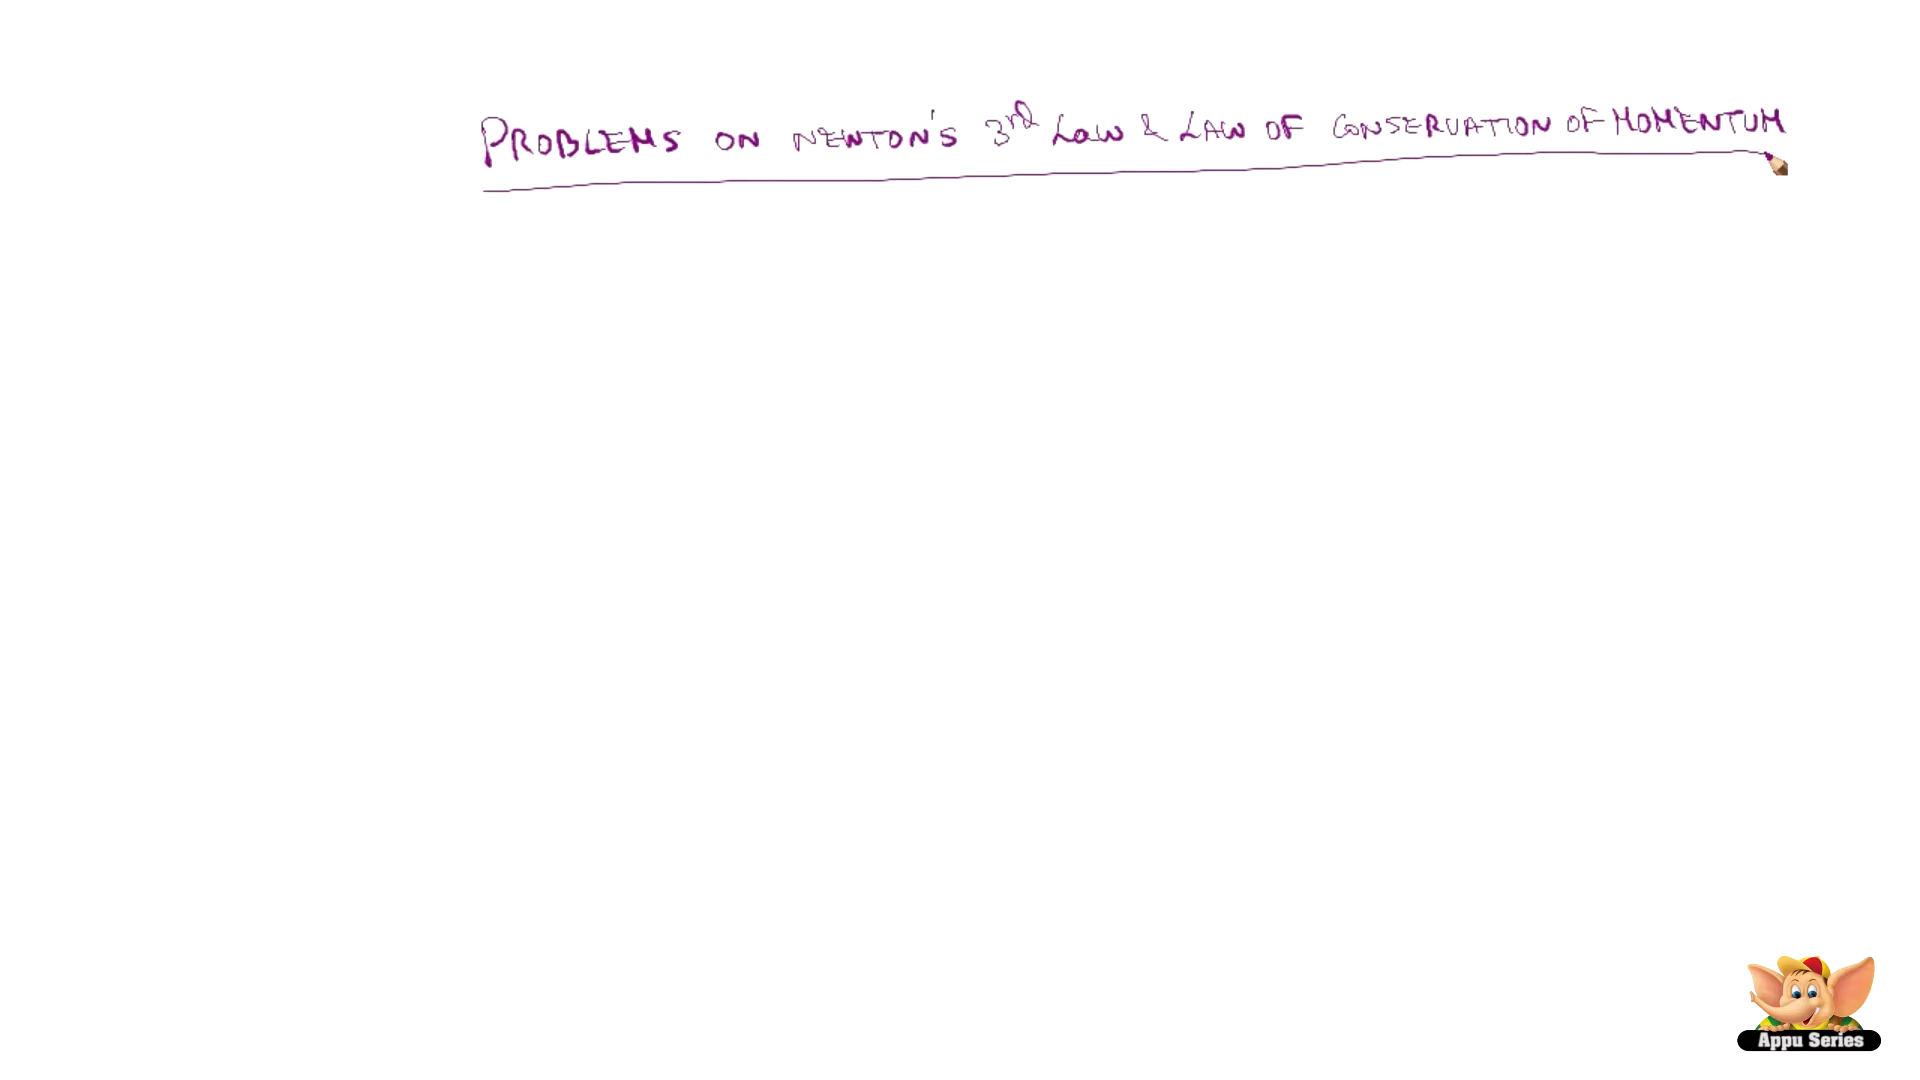 PROBLEMS ON NEWTON'S 3rd LAW & LAW OF CONSERVATION OF MOMENTUM
Appu Series